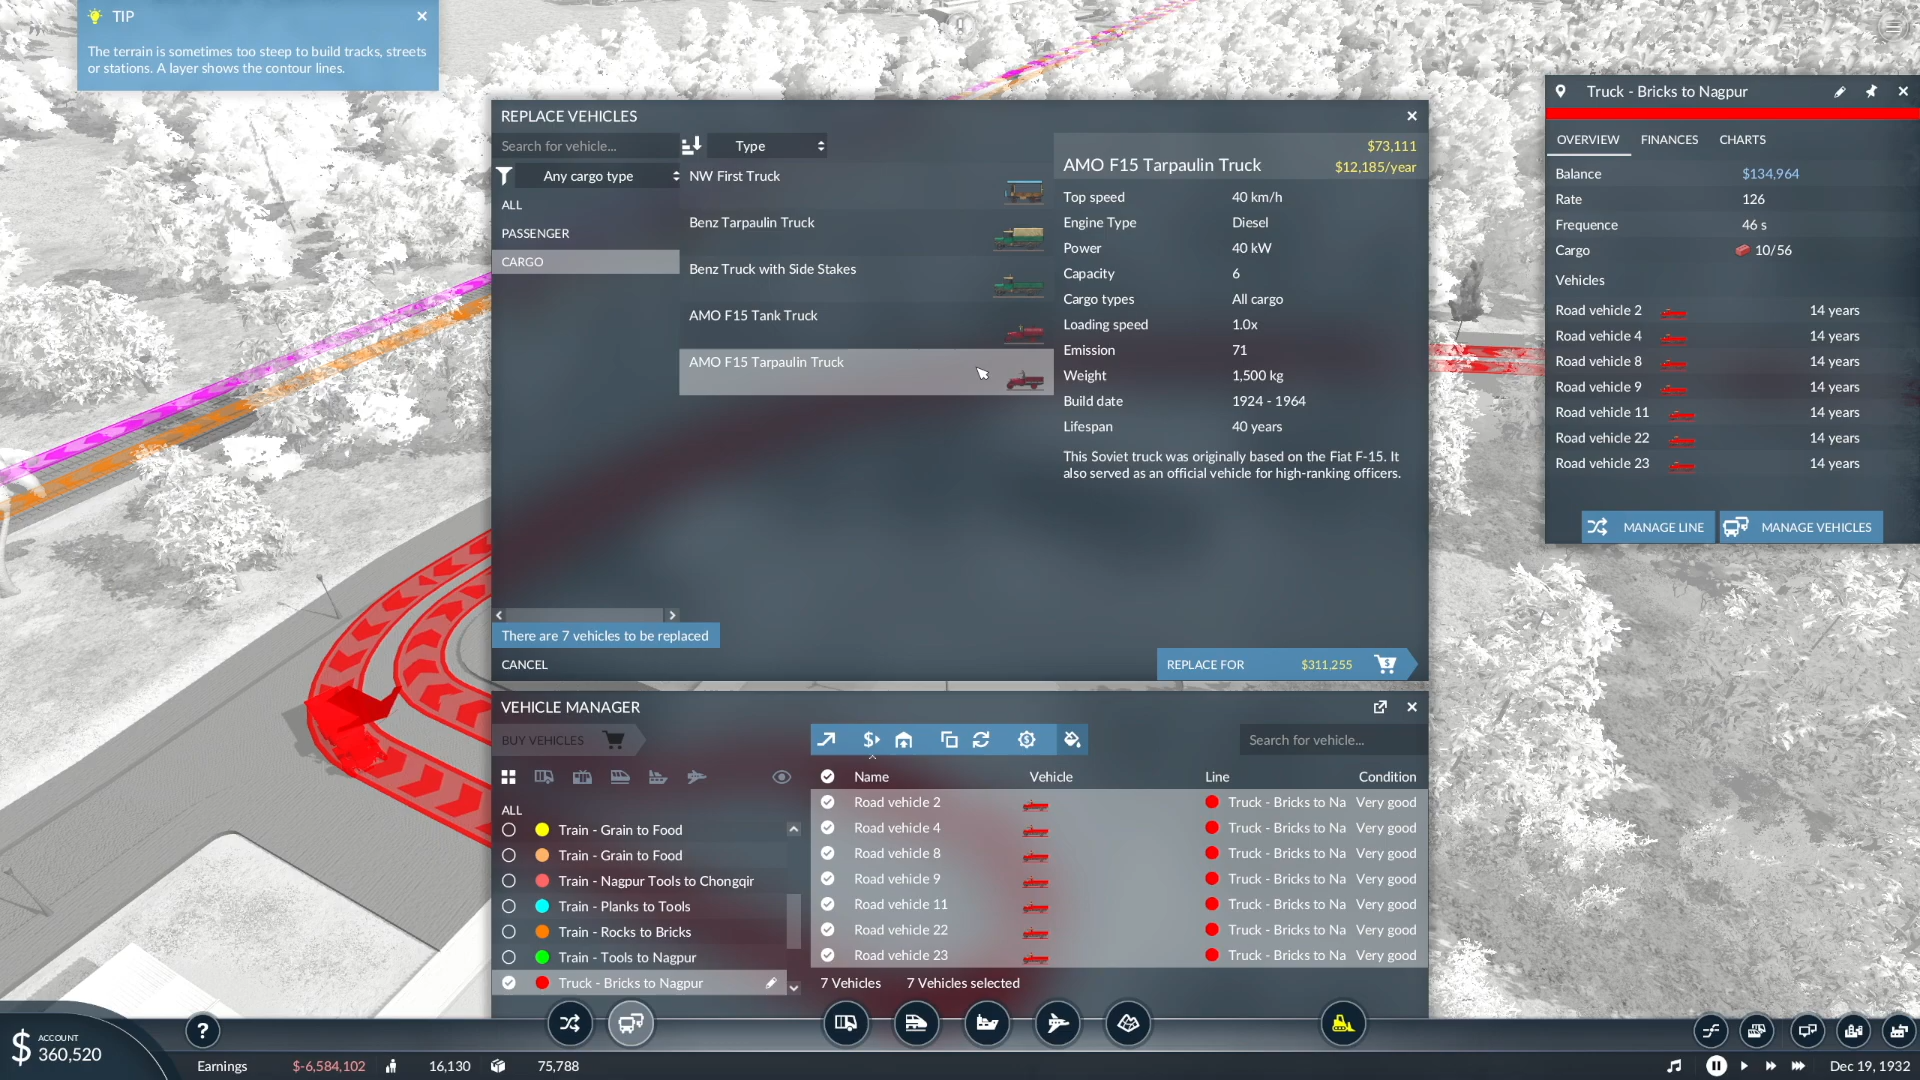 TIP
The terrain is sometimes too steep to build tracks, streets
or stations. A layer shows the contour lines.
REPLACE VEHICLES
Search for vehicle...
Type
Any cargo type
ALL
PASSENGER
CARGO
NW First Truck
Benz Tarpaulin Truck
Benz Truck with Side Stakes
AMO F15 Tank Truck
AMO F15 Tarpaulin Truck
$73,111
AMO F15 Tarpaulin Truck
$12,185/year
Top speed 40 km/h
Engine Type Diesel
Power 40 kW
Capacity 6
Cargo types All cargo
Loading speed 1.0x
Emission 71
Weight 1,500 kg
Build date 1924 - 1964
Lifespan 40 years
This Soviet truck was originally based on the Fiat F-15. It
also served as an official vehicle for high-ranking officers.
There are 7 vehicles to be replaced
CANCEL
REPLACE FOR $311,255
Truck - Bricks to Nagpur
OVERVIEW FINANCES CHARTS
Balance $134,964
Rate 126
Frequence 46 s
Cargo 10/56
Vehicles
Road vehicle 2 14 years
Road vehicle 4 14 years
Road vehicle 8 14 years
Road vehicle 9 14 years
Road vehicle 11 14 years
Road vehicle 22 14 years
Road vehicle 23 14 years
MANAGE LINE MANAGE VEHICLES
VEHICLE MANAGER
BUY VEHICLES
Search for vehicle...
ALL
Train - Grain to Food
Train - Grain to Food
Train - Nagpur Tools to Chongqir
Train - Planks to Tools
Train - Rocks to Bricks
Train - Tools to Nagpur
Truck - Bricks to Nagpur
Name Vehicle Line Condition
Road vehicle 2 Truck - Bricks to Na Very good
Road vehicle 4 Truck - Bricks to Na Very good
Road vehicle 8 Truck - Bricks to Na Very good
Road vehicle 9 Truck - Bricks to Na Very good
Road vehicle 11 Truck - Bricks to Na Very good
Road vehicle 22 Truck - Bricks to Na Very good
Road vehicle 23 Truck - Bricks to Na Very good
7 Vehicles 7 Vehicles selected
$ ACCOUNT
360,520
?
Earnings $-6,584,102 16,130 75,788
Dec 19, 1932